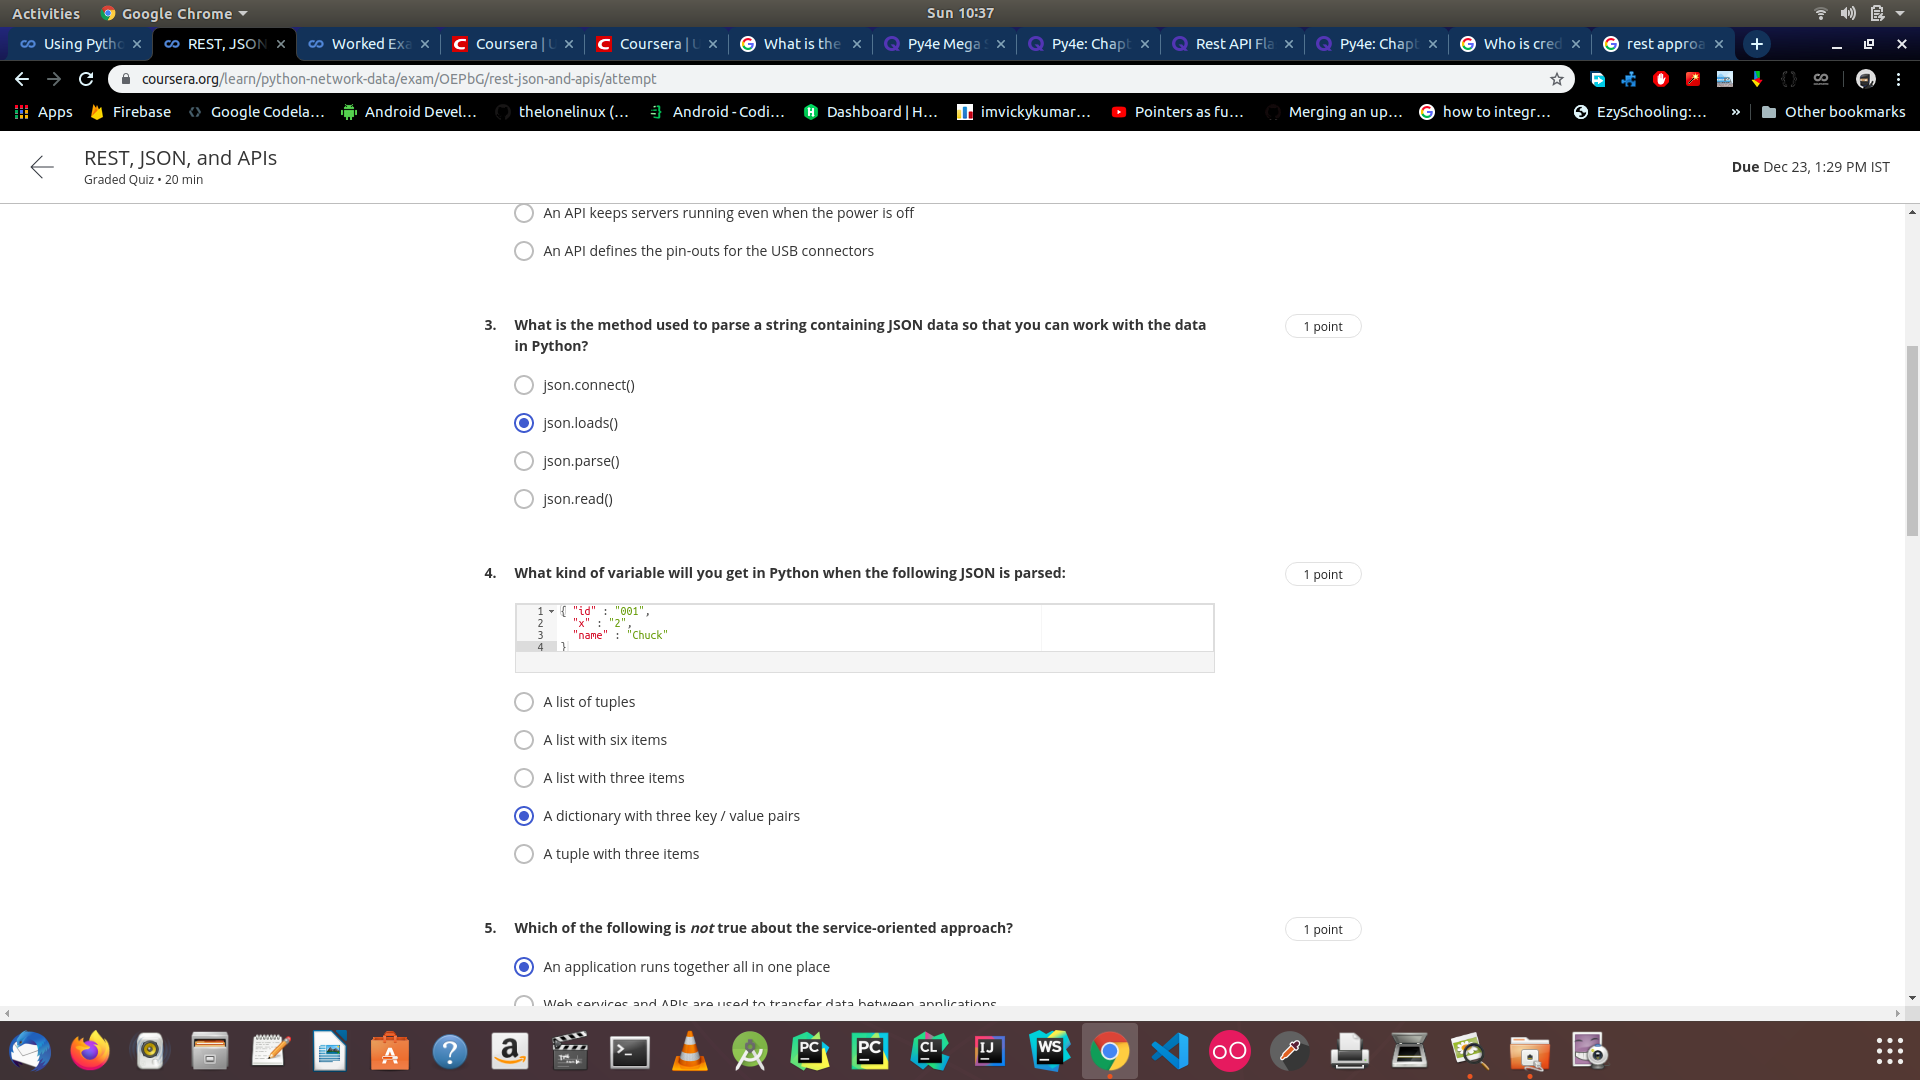 Activities Google Chrome Sun 10:37
Using Pytho REST, JSON Worked Exa Coursera | U Coursera | U What is the Py4e Mega S Py4e: Chapt Rest API Fla Py4e: Chapt Who is cred rest approa
coursera.org/learn/python-network-data/exam/OEPbG/rest-json-and-apis/attempt
Apps Firebase Google Codela... Android Devel... thelonelinux (... Android - Codi... Dashboard | H... imvickykumar... Pointers as fu... Merging an up... how to integr... EzySchooling:... » Other bookmarks
REST, JSON, and APIs
Graded Quiz • 20 min
Due Dec 23, 1:29 PM IST
An API keeps servers running even when the power is off
An API defines the pin-outs for the USB connectors
3. What is the method used to parse a string containing JSON data so that you can work with the data
in Python?
1 point
json.connect()
json.loads()
json.parse()
json.read()
4. What kind of variable will you get in Python when the following JSON is parsed:
1 point
1 { "id" : "001",
2 "x" : "2",
3 "name" : "Chuck"
4 }
A list of tuples
A list with six items
A list with three items
A dictionary with three key / value pairs
A tuple with three items
5. Which of the following is not true about the service-oriented approach?
1 point
An application runs together all in one place
Web services and APIs are used to transfer data between applications
PC PC CL IJ WS